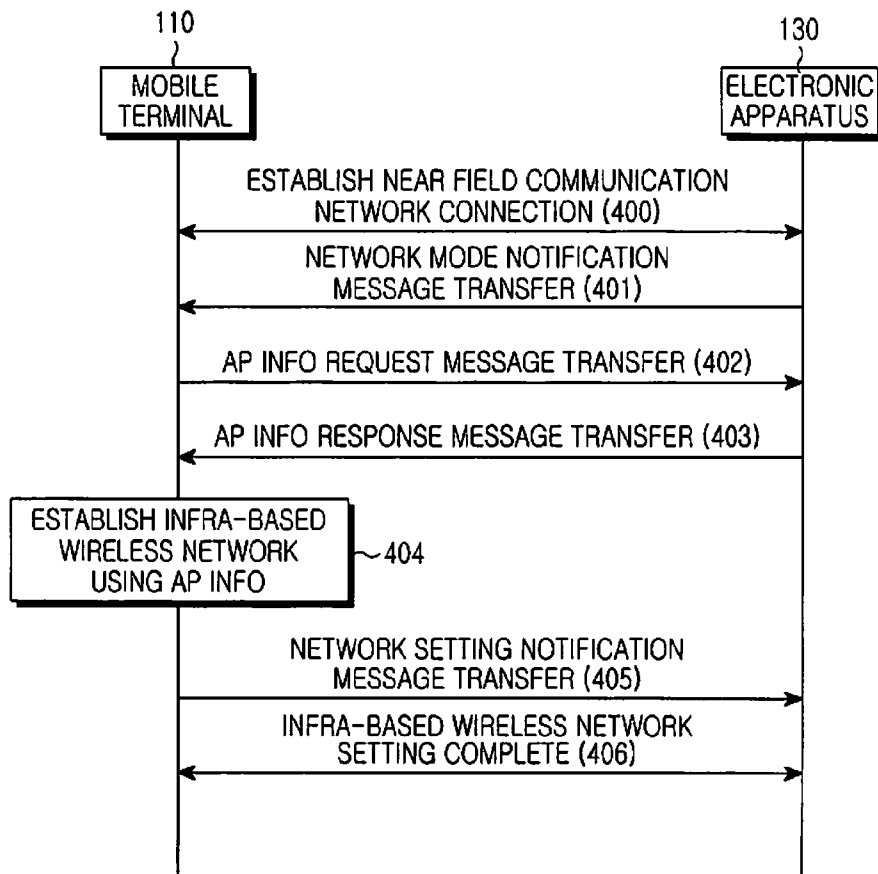 110
130
MOBILE
TERMINAL
ELECTRONIC
APPARATUS
ESTABLISH NEAR FIELD COMMUNICATION
NETWORK CONNECTION (400)
NETWORK MODE NOTIFICATION
MESSAGE TRANSFER (401)
AP INFO REQUEST MESSAGE TRANSFER (402)
AP INFO RESPONSE MESSAGE TRANSFER (403)
ESTABLISH INFRA-BASED
WIRELESS NETWORK
USING AP INFO
404
NETWORK SETTING NOTIFICATION
MESSAGE TRANSFER (405)
INFRA-BASED WIRELESS NETWORK
SETTING COMPLETE (406)